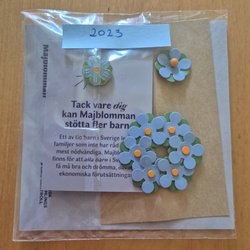 2023
Majblomman
Tack vare dig
kan Majblomman
stötta fler barn
Ett av tio barn i Sverige
familjer som inte har råd
mest nödvändiga.
finns för att alla barn i
få må bra och drömma,
ekonomiska förutsättningar